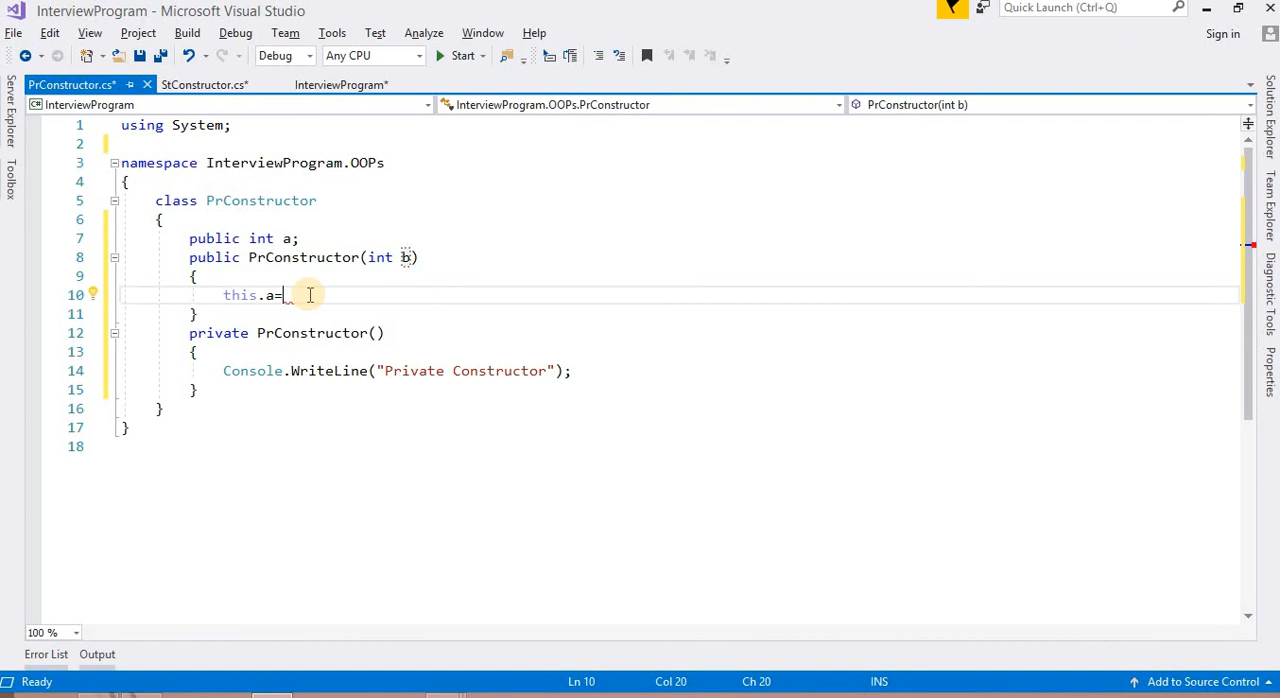 InterviewProgram - Microsoft Visual Studio
Quick Launch (Ctrl+Q)
File Edit View Project Build Debug Team Tools Test Analyze Window Help
Sign in
Debug Any CPU Start
PrConstructor.cs* StConstructor.cs* InterviewProgram*
InterviewProgram InterviewProgram.OOPs.PrConstructor PrConstructor(int b)
Server Explorer
Toolbox
1 using System;
2
3 namespace InterviewProgram.OOPs
4 {
5 class PrConstructor
6 {
7 public int a;
8 public PrConstructor(int b)
9 {
10 this.a=
11 }
12 private PrConstructor()
13 {
14 Console.WriteLine("Private Constructor");
15 }
16 }
17 }
18
Solution Explorer
Team Explorer
Diagnostic Tools
Properties
100 %
Error List Output
Ready Ln 10 Col 20 Ch 20 INS Add to Source Control